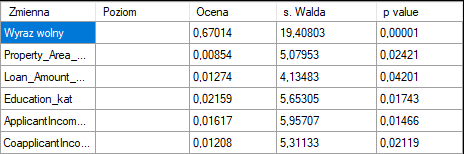 Zmienna Poziom Ocena s. Walda p value
Wyraz wolny 0,67014 19,40803 0,00001
Property_Area_... 0,00854 5,07953 0,02421
Loan_Amount_... 0,01274 4,13483 0,04201
Education_kat 0,02159 5,65305 0,01743
ApplicantIncom... 0,01617 5,95707 0,01466
CoapplicantInco... 0,01208 5,31133 0,02119